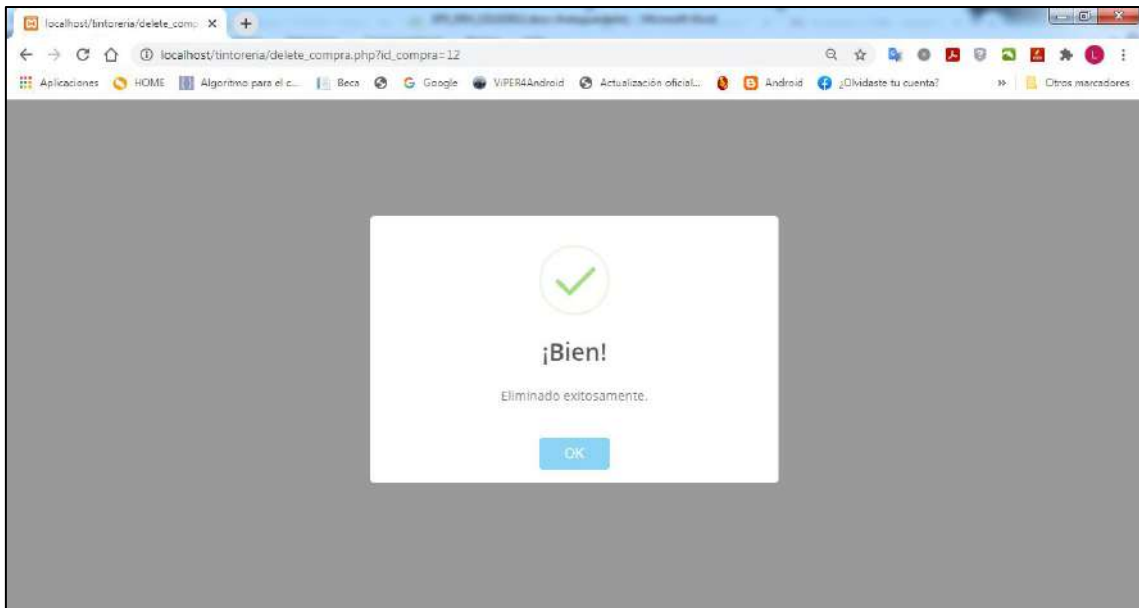 localhost/tintoreria/delete_comp
localhost/tintoreria/delete_compra.php?id_compra=12
Aplicaciones HOME Algoritmo para el c... Beca Google ViPER4Android Actualización oficial... Android ¿Olvidaste tu cuenta? » Otros marcadores
L
¡Bien!
Eliminado exitosamente.
OK